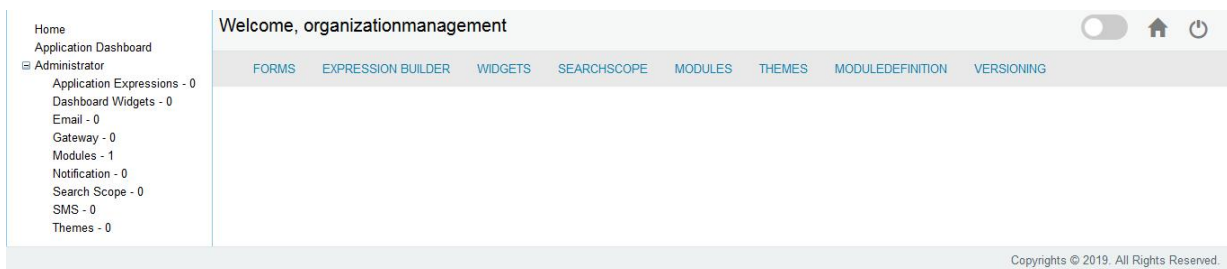 Home
Application Dashboard
Administrator
Application Expressions - 0
Dashboard Widgets - 0
Email - 0
Gateway - 0
Modules - 1
Notification - 0
Search Scope - 0
SMS - 0
Themes - 0
Welcome, organizationmanagement
FORMS EXPRESSION BUILDER WIDGETS SEARCHSCOPE MODULES THEMES MODULEDEFINITION VERSIONING
Copyrights © 2019. All Rights Reserved.